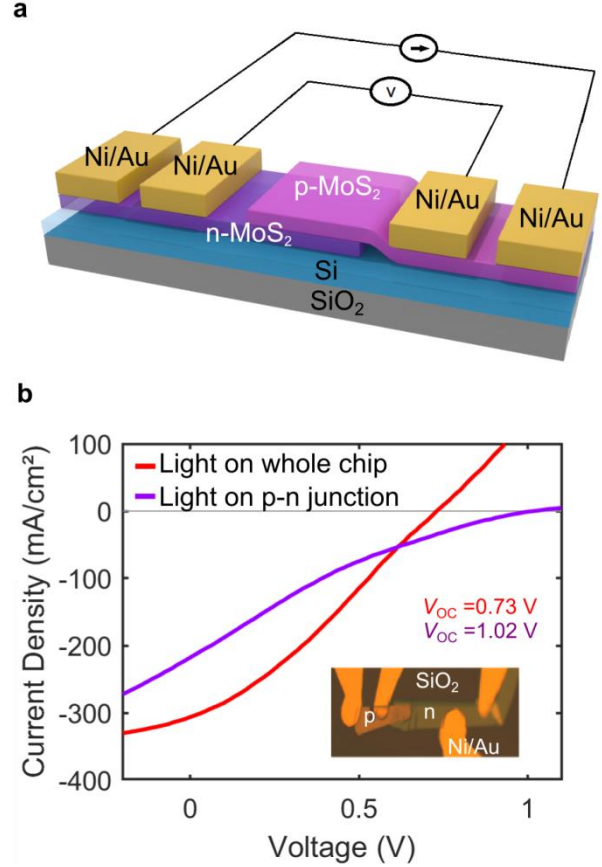 a
V
Ni/Au
Ni/Au
p-MoS₂
Ni/Au
Ni/Au
n-MoS₂
Si
SiO₂
b
100
0
-100
-200
-300
-400
Current Density (mA/cm²)
Light on whole chip
Light on p-n junction
V_OC =0.73 V
V_OC =1.02 V
SiO₂
p
n
Ni/Au
0
0.5
1
Voltage (V)